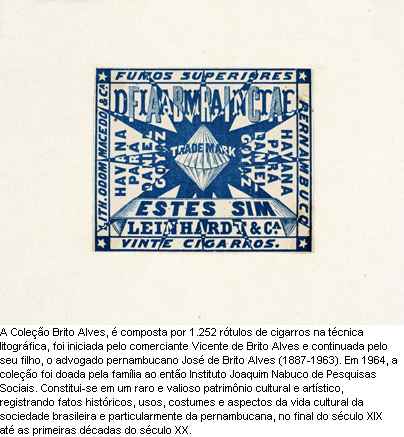 FUMOS SUPERIORES
FABRICA
DIAMANTE
LITH. ODOM MACEDO & Cª.
PERNAMBUCO
HAVANA
PARA
DANIEL
GOYAZ
TRADE MARK
GOYAZ
DANIEL
PARA
HAVANA
ESTES SIM
LEINHARDT & Cª
VINTE CIGARROS.
A Coleção Brito Alves, é composta por 1.252 rótulos de cigarros na técnica
litográfica, foi iniciada pelo comerciante Vicente de Brito Alves e continuada pelo
seu filho, o advogado pernambucano José de Brito Alves (1887-1963). Em 1964, a
coleção foi doada pela família ao então Instituto Joaquim Nabuco de Pesquisas
Sociais. Constitui-se em um raro e valioso patrimônio cultural e artístico,
registrando fatos históricos, usos, costumes e aspectos da vida cultural da
sociedade brasileira e particularmente da pernambucana, no final do século XIX
até as primeiras décadas do século XX.